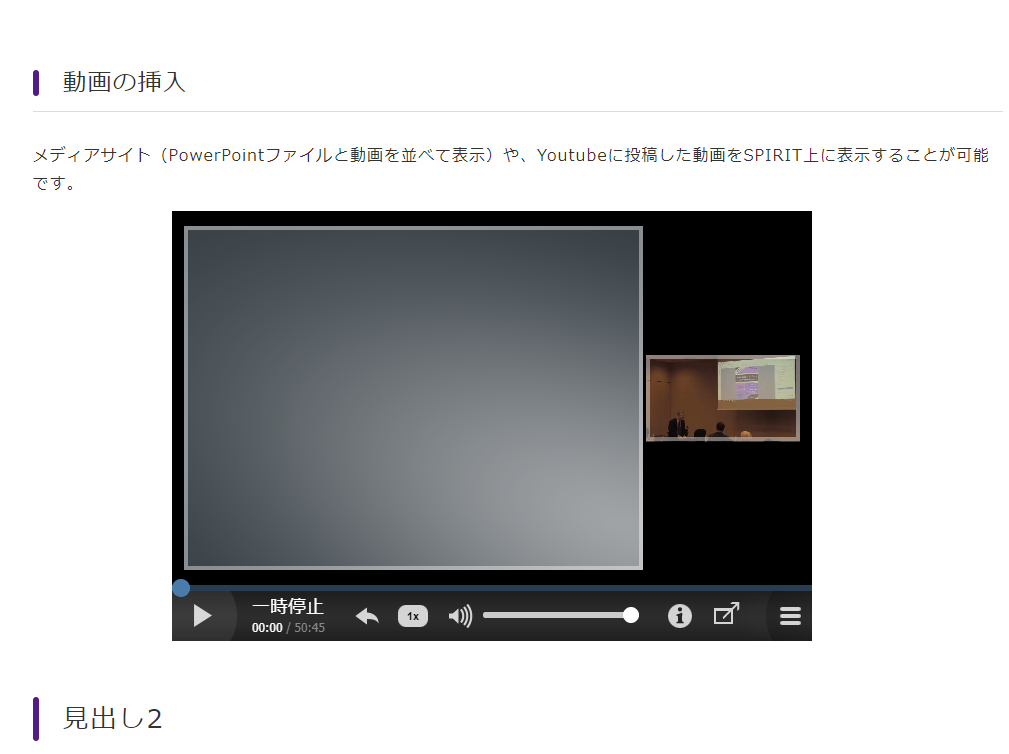 動画の挿入
メディアサイト（PowerPointファイルと動画を並べて表示）や、Youtubeに投稿した動画をSPIRIT上に表示することが可能
です。
一時停止
00:00 / 50:45
1x
見出し2